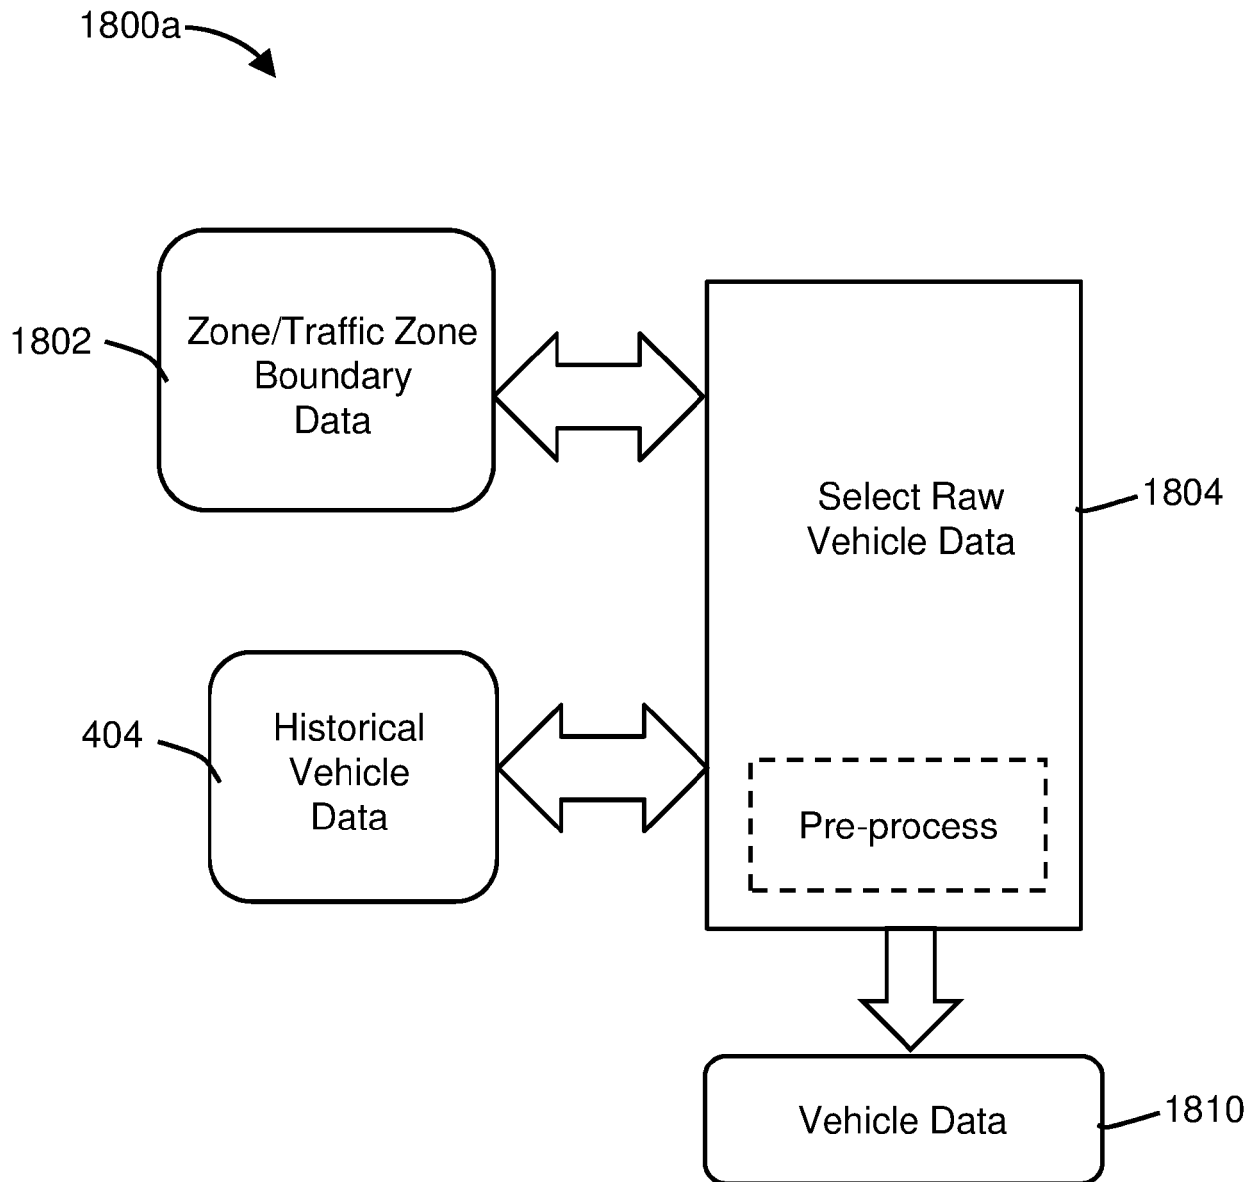 1800a
Zone/Traffic Zone
Boundary
Data
1802
Select Raw
Vehicle Data
1804
Historical
Vehicle
Data
404
Pre-process
Vehicle Data
1810